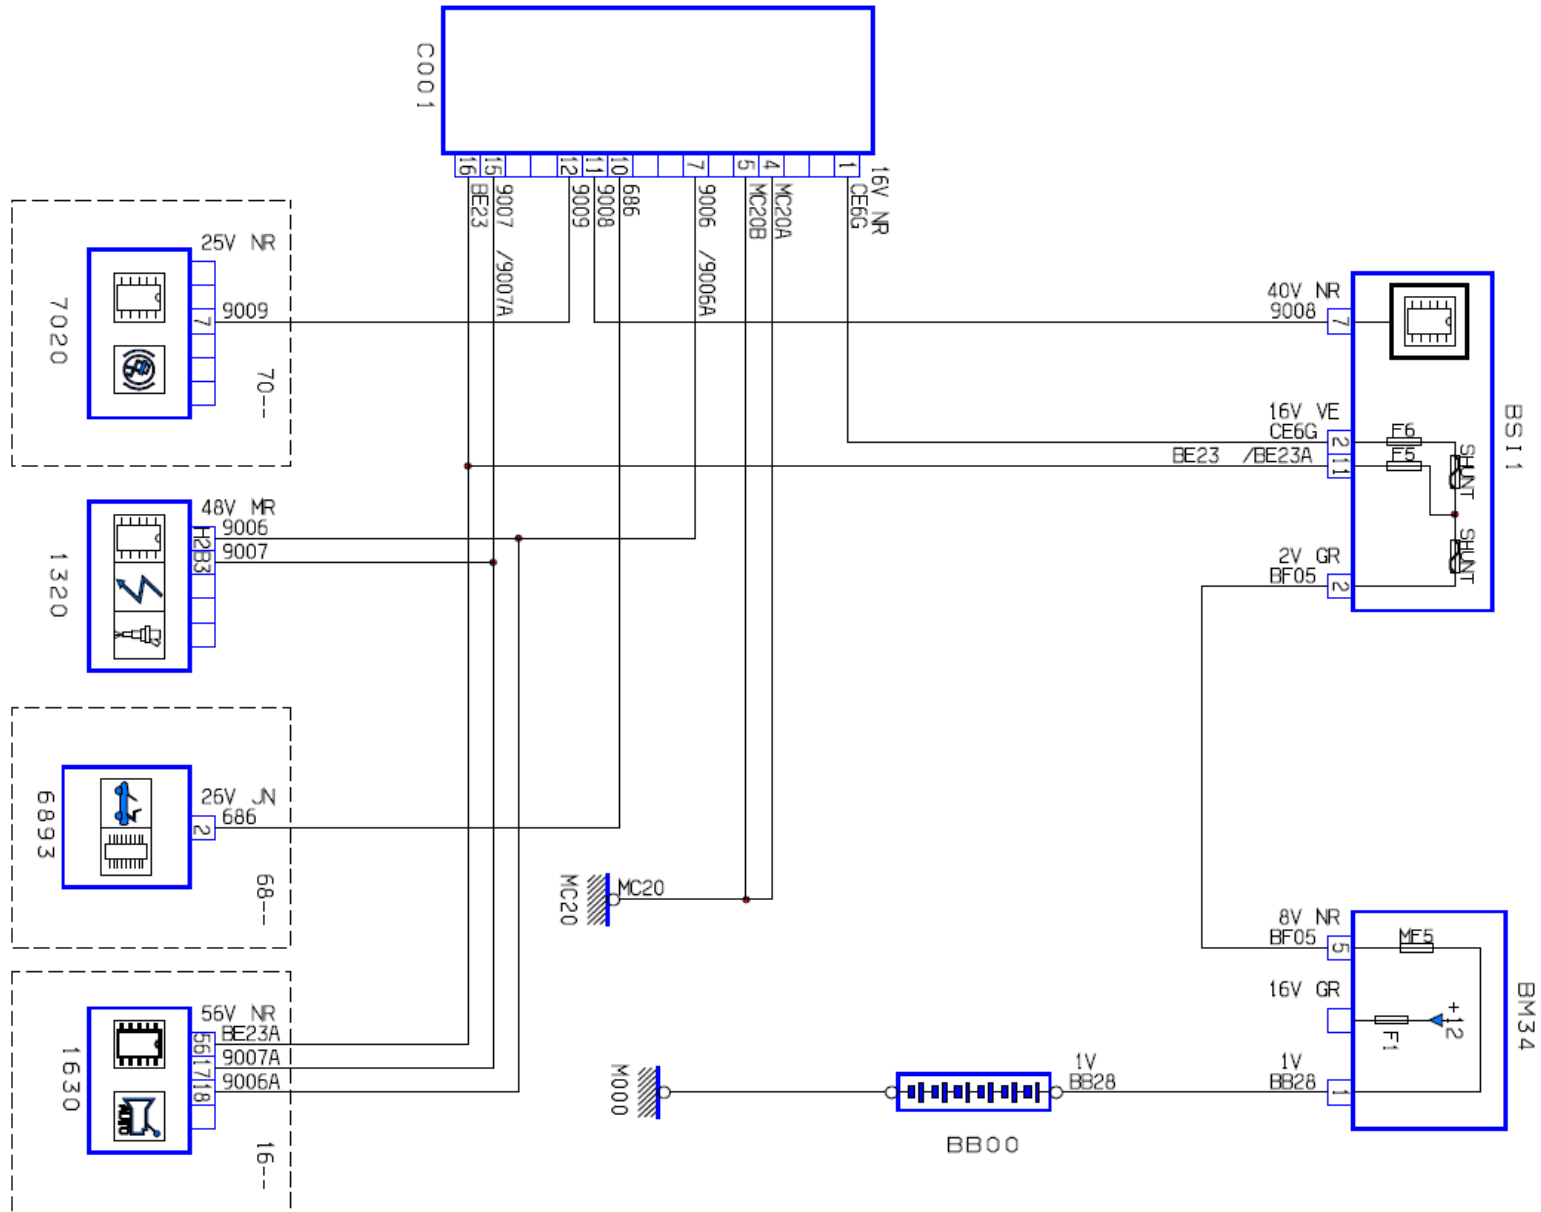 C001
16 15 12 11 10 7 5 4 1
16V NR
BE23
9007 /9007A
9009
9008
686
9006 /9006A
MC20B
MC20A
CE6G
25V NR
7
9009
7020
70--
48V MR
H2 9006
B3 9007
1320
26V JN
2
686
6893
68--
56V NR
56 BE23A
17 9007A
18 9006A
1630
AUTO
16--
MC20
MC20
M000
BB00
1V
BB28
1V
BB28
1
40V NR
9008
7
16V VE
CE6G
2
F6
BE23 /BE23A
11
F5
SHUNT
SHUNT
2V GR
BF05
2
BSI1
8V NR
BF05
5
MF5
16V GR
F1
+12
BM34